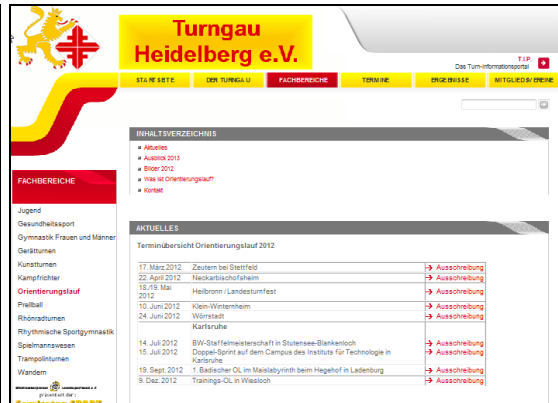 Turngau
Heidelberg e.V.
T.I.P.
Das Turn-Informationsportal
STARTSEITE DER TURNGAU FACHBEREICHE TERMINE ERGEBNISSE MITGLIEDSVEREINE
INHALTSVERZEICHNIS
Aktuelles
Ausblick 2013
Bilder 2012
Was ist Orientierungslauf?
Kontakt
FACHBEREICHE
Jugend
Gesundheitssport
Gymnastik Frauen und Männer
Gerätturnen
Kunstturnen
Kampfrichter
Orientierungslauf
Prellball
Rhönradturnen
Rhythmische Sportgymnastik
Spielmannswesen
Trampolinturnen
Wandern
präsentiert der:
AKTUELLES
Terminübersicht Orientierungslauf 2012
17. März 2012 Zeutern bei Stettfeld Ausschreibung
22. April 2012 Neckarbischofsheim Ausschreibung
18./19. Mai
2012 Heilbronn / Landesturnfest Ausschreibung
10. Juni 2012 Klein-Winternheim Ausschreibung
24. Juni 2012 Wörrstadt Ausschreibung
Karlsruhe
14. Juli 2012 BW-Staffelmeisterschaft in Stutensee-Blankenloch Ausschreibung
15. Juli 2012 Doppel-Sprint auf dem Campus des Instituts für Technologie in Ausschreibung
Karlsruhe
19. Sept. 2012 1. Badischer OL im Maislabyrinth beim Hegehof in Ladenburg Ausschreibung
9. Dez. 2012 Trainings-OL in Wiesloch Ausschreibung